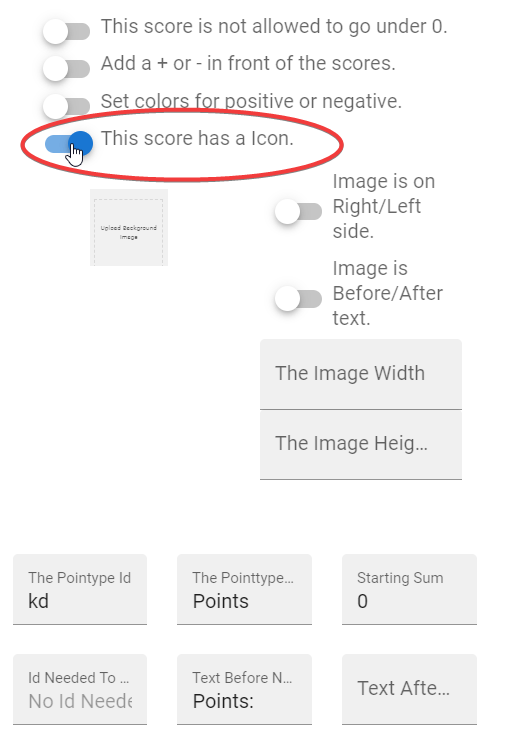 This score is not allowed to go under 0.
Add a + or - in front of the scores.
Set colors for positive or negative.
This score has a Icon.
Upload Background
Image
Image is on
Right/Left
side.
Image is
Before/After
text.
The Image Width
The Image Heig…
The Pointype Id
kd
The Pointtype…
Points
Starting Sum
0
Id Needed To …
No Id Neede
Text Before N…
Points:
Text Afte…